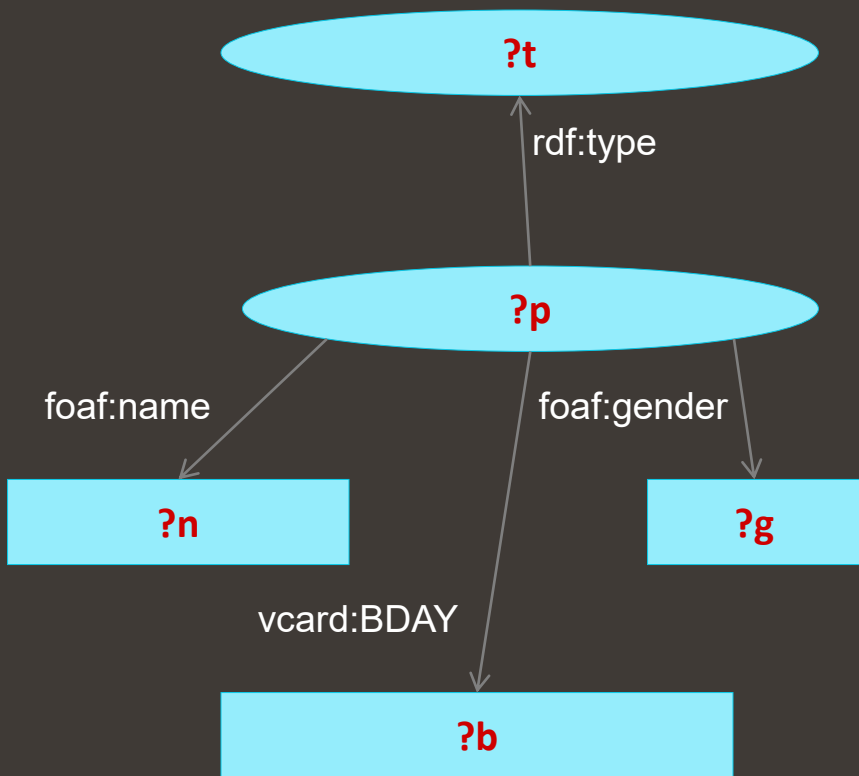 ?t
rdf:type
?p
foaf:name
foaf:gender
?n
?g
vcard:BDAY
?b